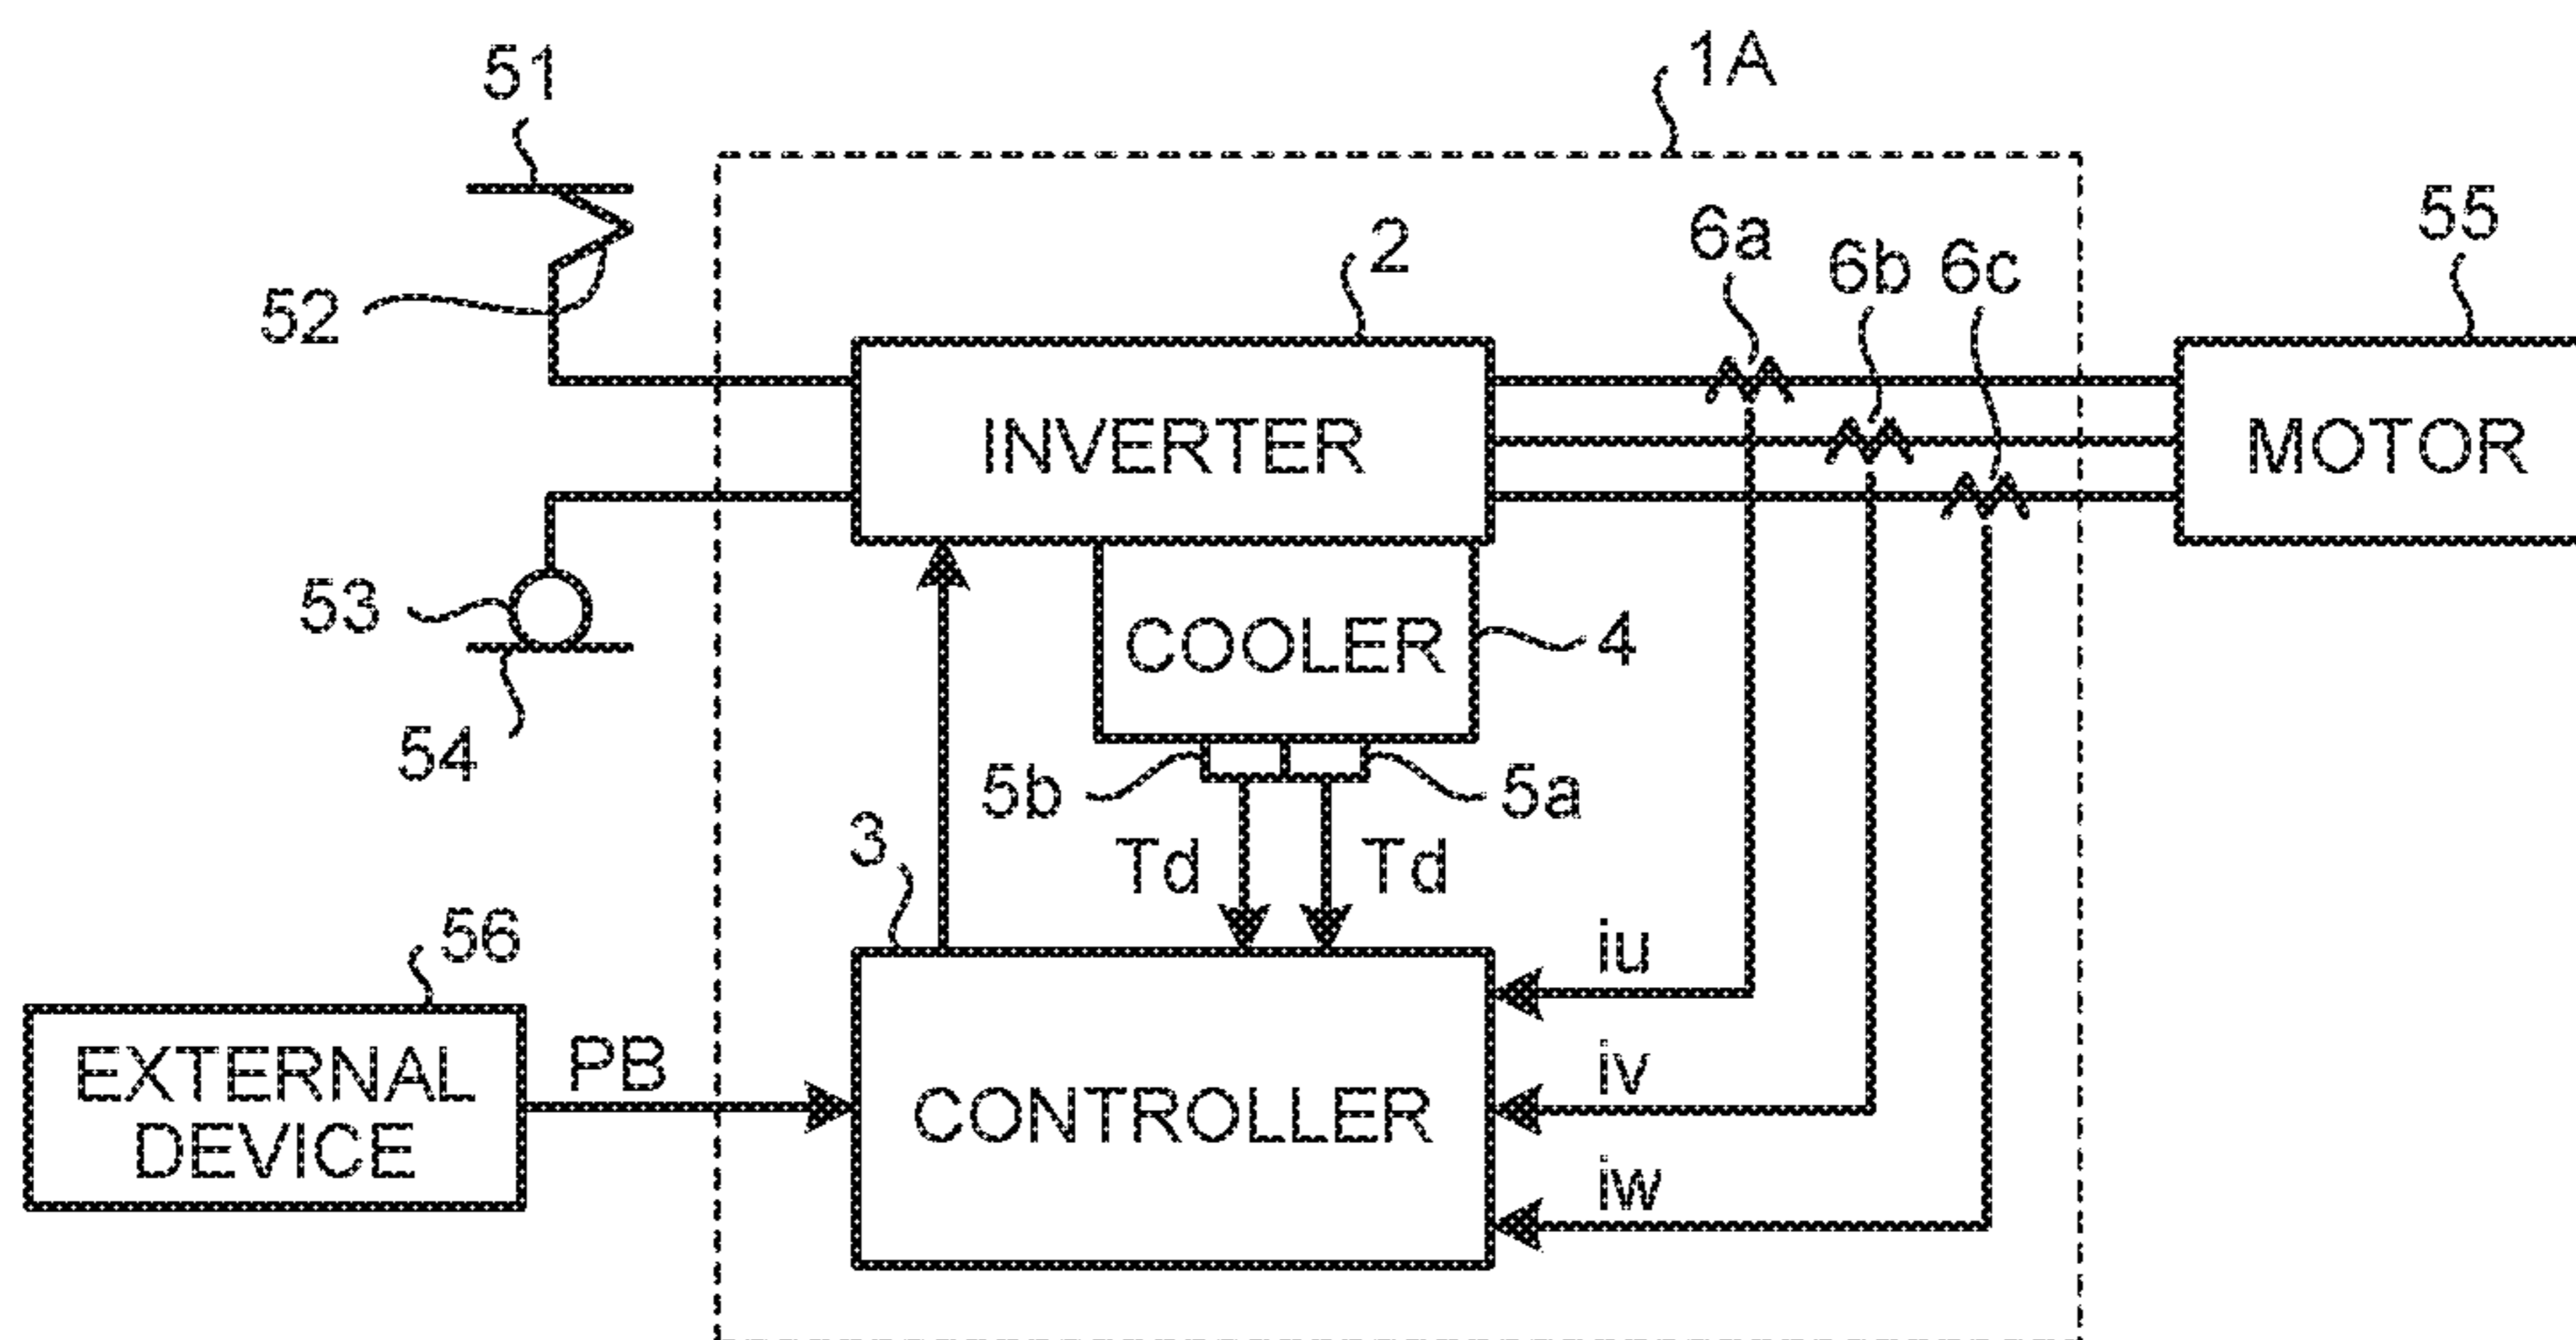 1A
51
55
2
6a
6b
6c
52
INVERTER
MOTOR
53
COOLER
4
54
5b
5a
3
Td
Td
56
iu
PB
EXTERNAL
DEVICE
CONTROLLER
iv
iw